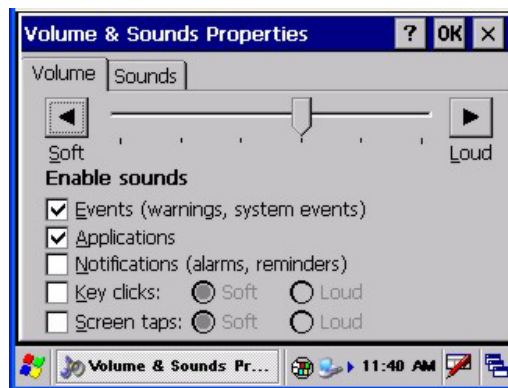 Volume & Sounds Properties ? OK ×
Volume Sounds
Soft Loud
Enable sounds
Events (warnings, system events)
Applications
Notifications (alarms, reminders)
Key clicks: Soft Loud
Screen taps: Soft Loud
Volume & Sounds Pr... 11:40 AM